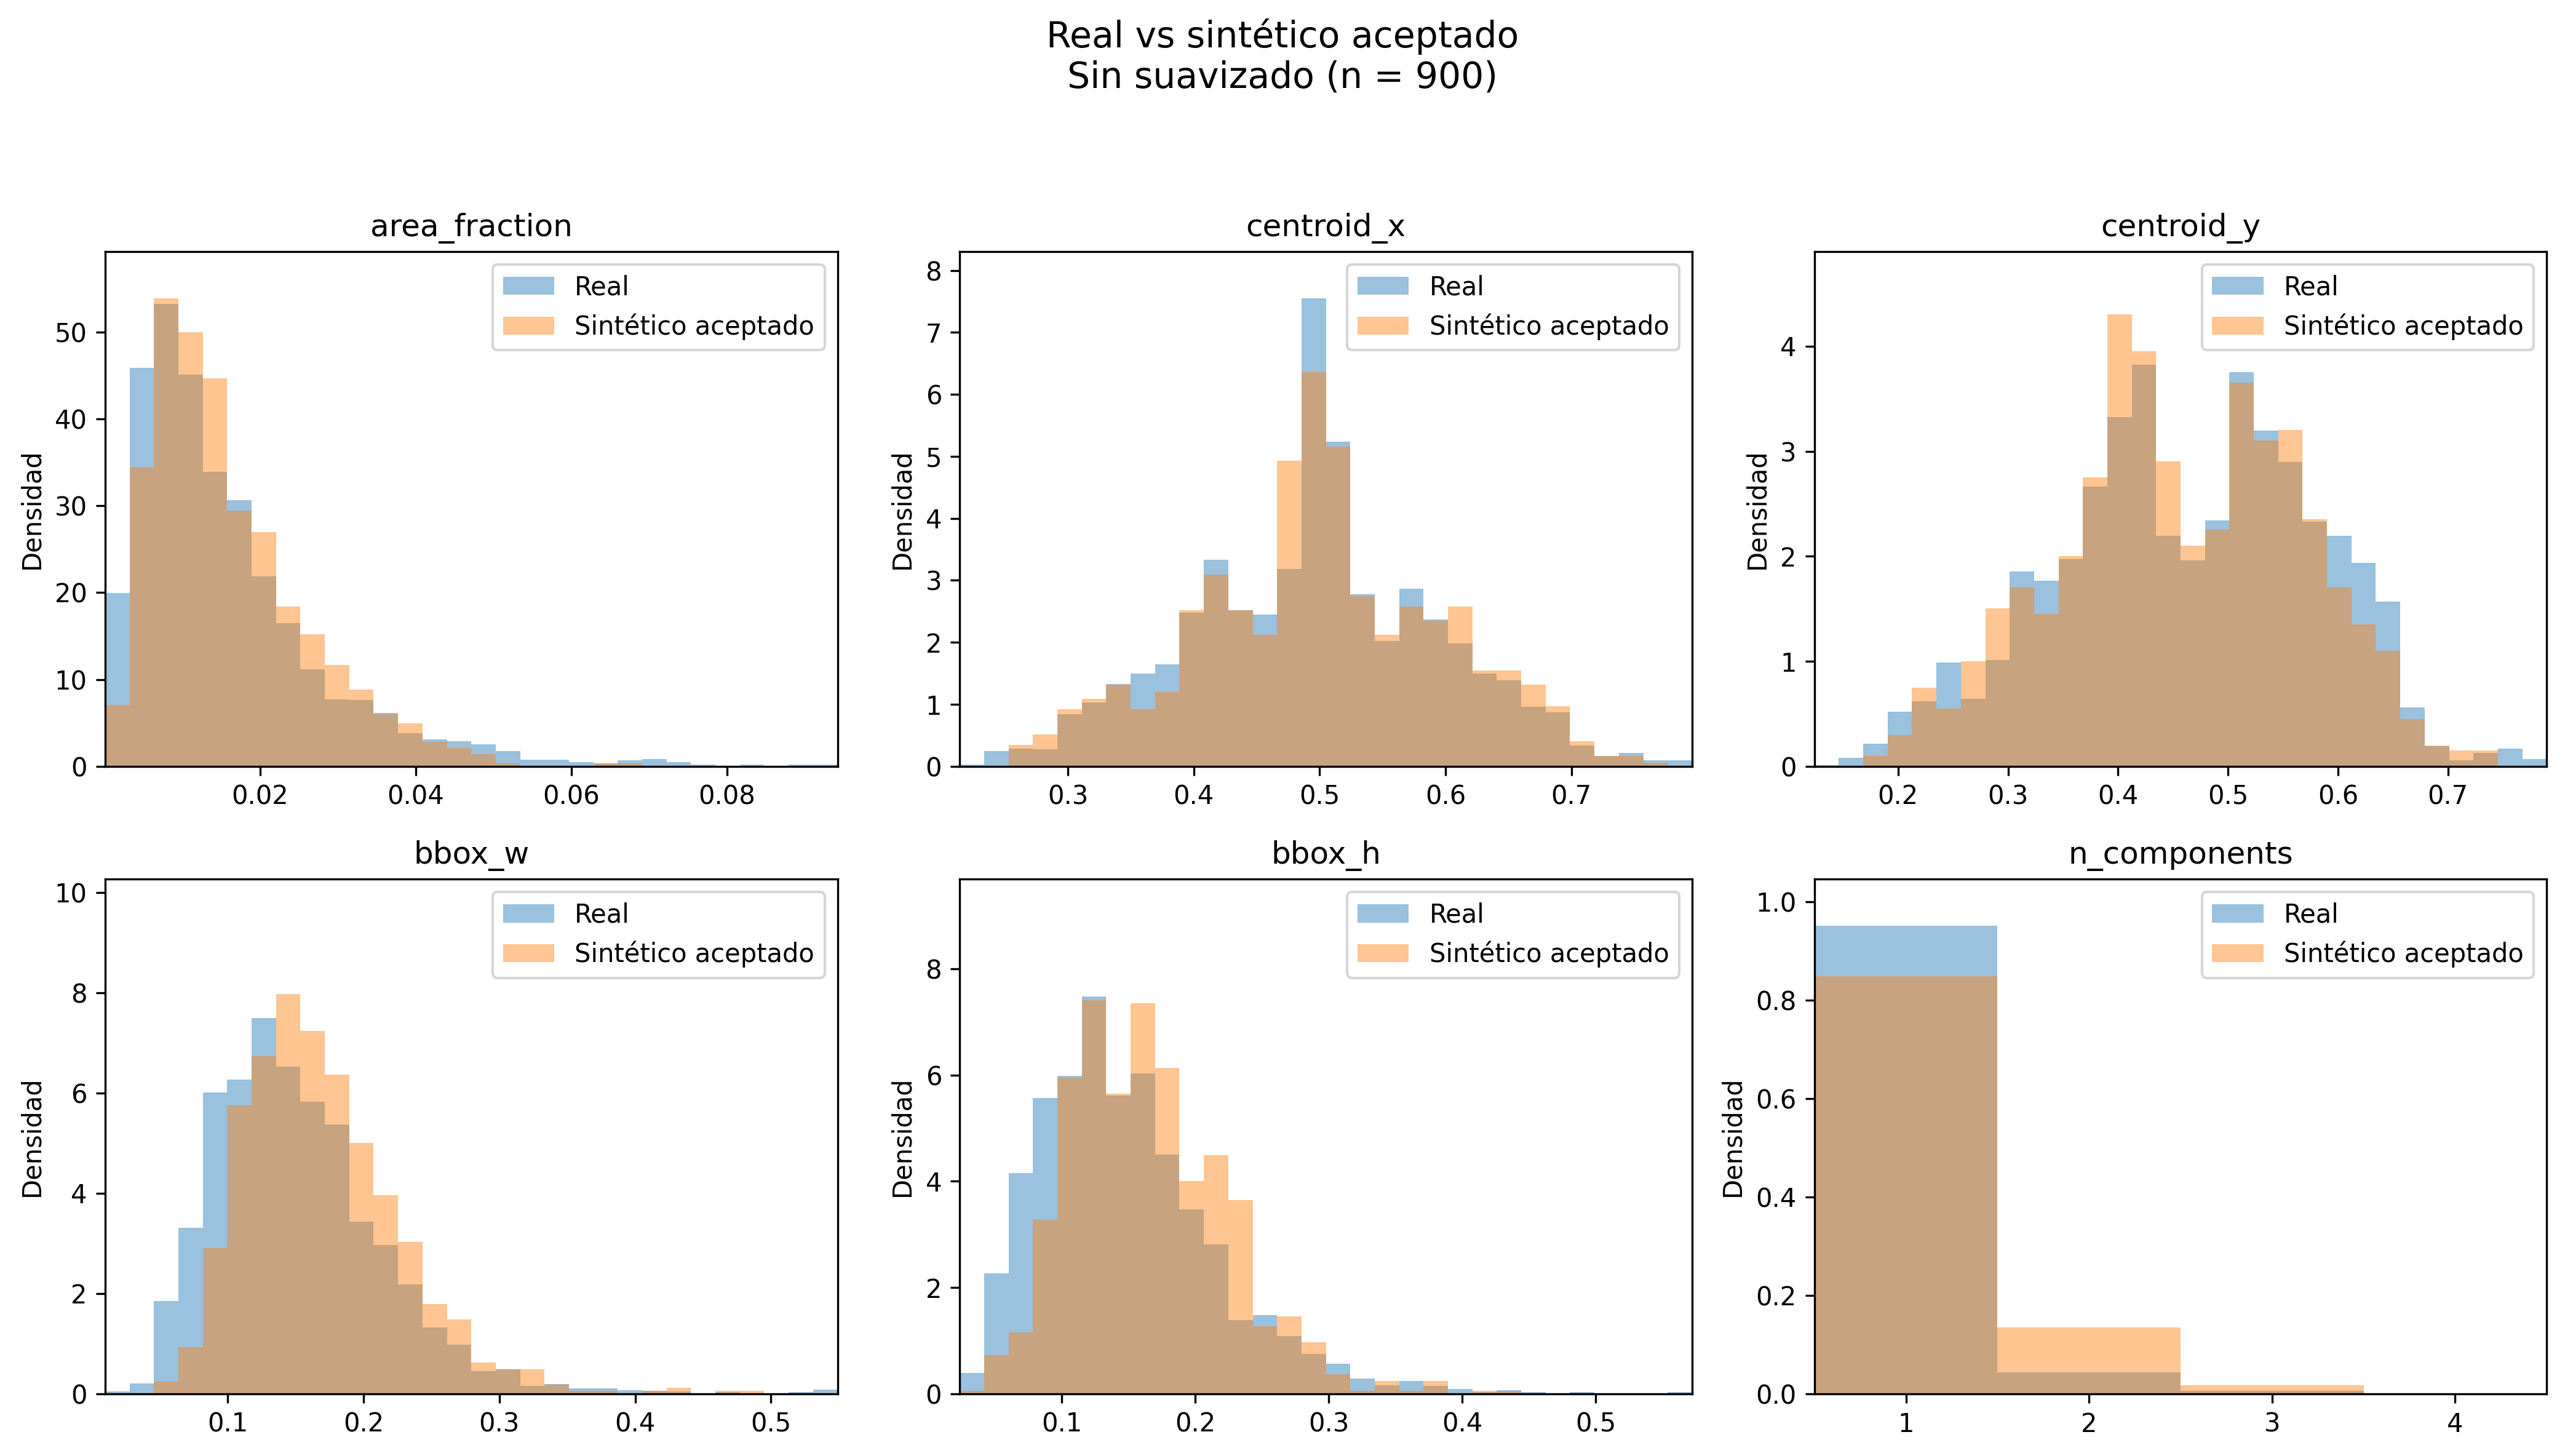 Real vs sintético aceptado
Sin suavizado (n = 900)
area_fraction
Densidad
50
40
30
20
10
0
0.02 0.04 0.06 0.08
Real
Sintético aceptado
centroid_x
Densidad
8
7
6
5
4
3
2
1
0
0.3 0.4 0.5 0.6 0.7
Real
Sintético aceptado
centroid_y
Densidad
4
3
2
1
0
0.2 0.3 0.4 0.5 0.6 0.7
Real
Sintético aceptado
bbox_w
Densidad
10
8
6
4
2
0
0.1 0.2 0.3 0.4 0.5
Real
Sintético aceptado
bbox_h
Densidad
8
6
4
2
0
0.1 0.2 0.3 0.4 0.5
Real
Sintético aceptado
n_components
Densidad
1.0
0.8
0.6
0.4
0.2
0.0
1 2 3 4
Real
Sintético aceptado